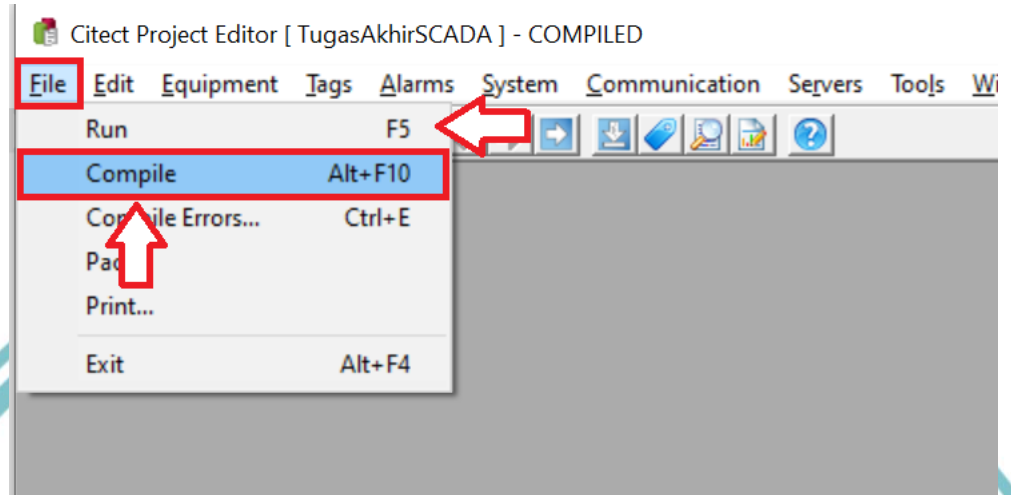 Citect Project Editor [ TugasAkhirSCADA ] - COMPILED
File Edit Equipment Tags Alarms System Communication Servers Tools
Run F5
Compile Alt+F10
Errors... Ctrl+E
Print...
Exit Alt+F4